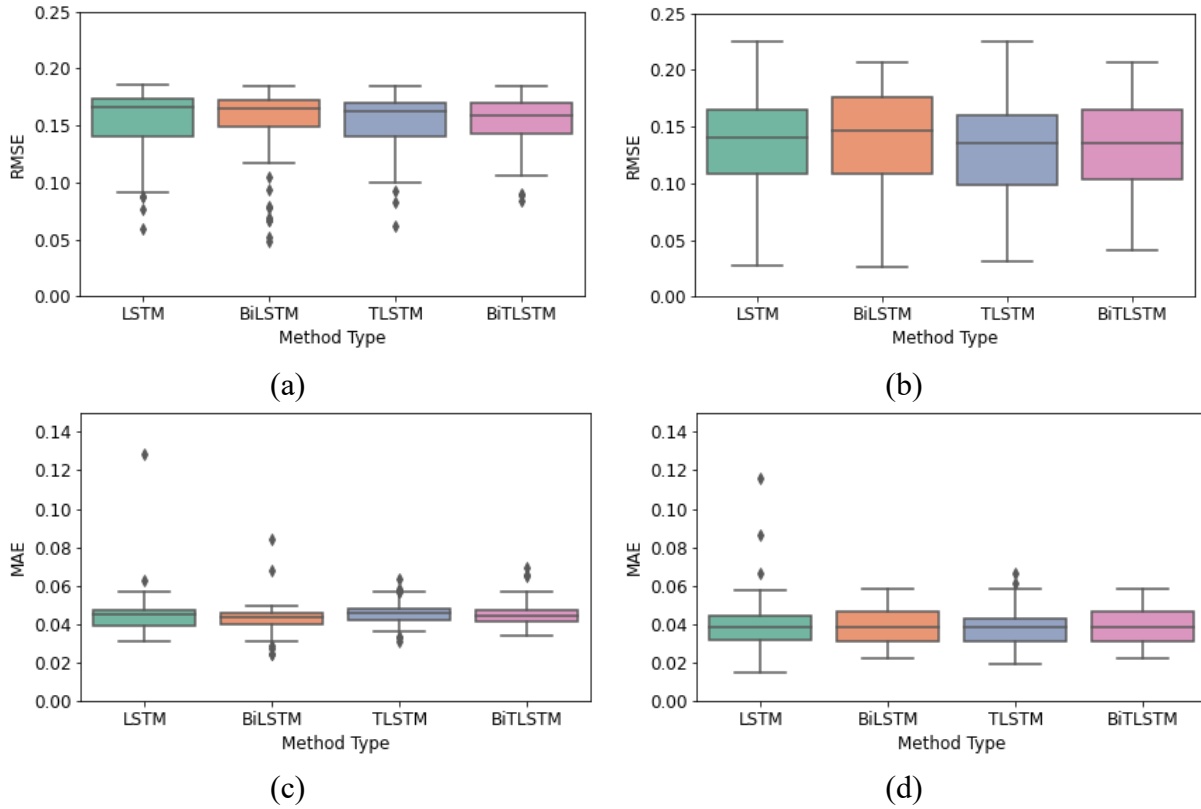 0.25
0.20
0.15
0.10
0.05
0.00
RMSE
LSTM BiLSTM TLSTM BiTLSTM
Method Type
(a)
0.25
0.20
0.15
0.10
0.05
0.00
RMSE
LSTM BiLSTM TLSTM BiTLSTM
Method Type
(b)
0.14
0.12
0.10
0.08
0.06
0.04
0.02
0.00
MAE
LSTM BiLSTM TLSTM BiTLSTM
Method Type
(c)
0.14
0.12
0.10
0.08
0.06
0.04
0.02
0.00
MAE
LSTM BiLSTM TLSTM BiTLSTM
Method Type
(d)